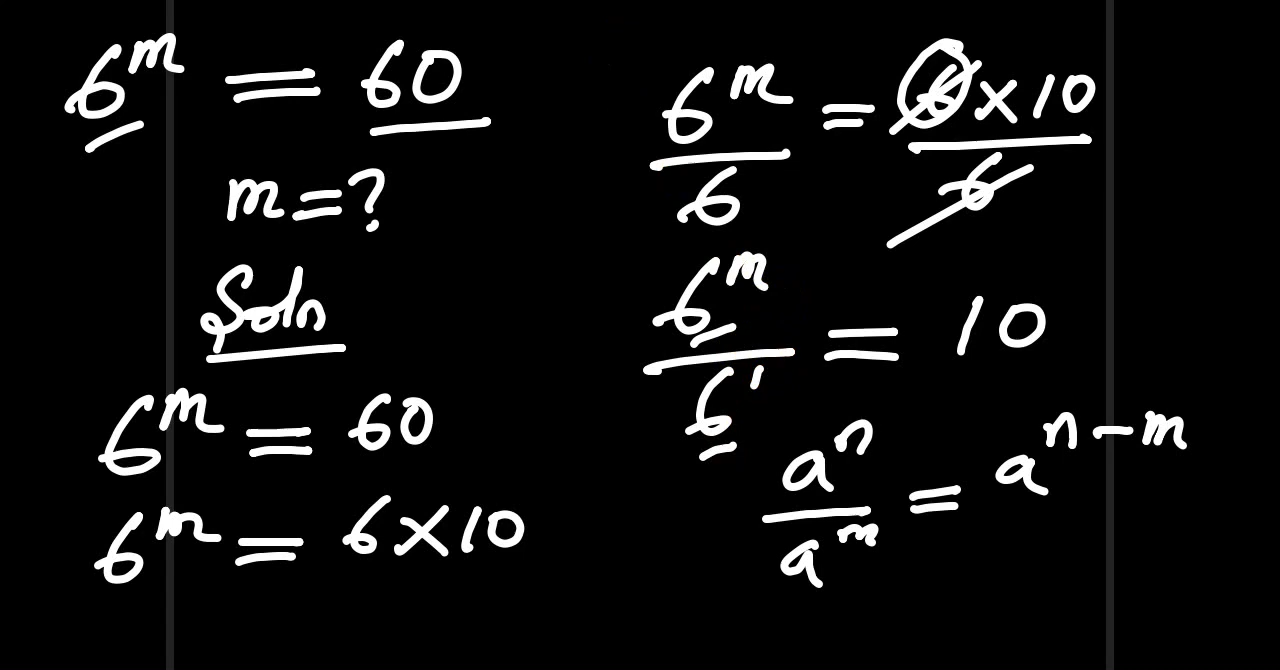 6^m = 60
m = ?
Soln
6^m = 60
6^m = 6 × 10
6^m/6 = 6 × 10/6
6^m/6^1 = 10
a^n/a^m = a^(n-m)